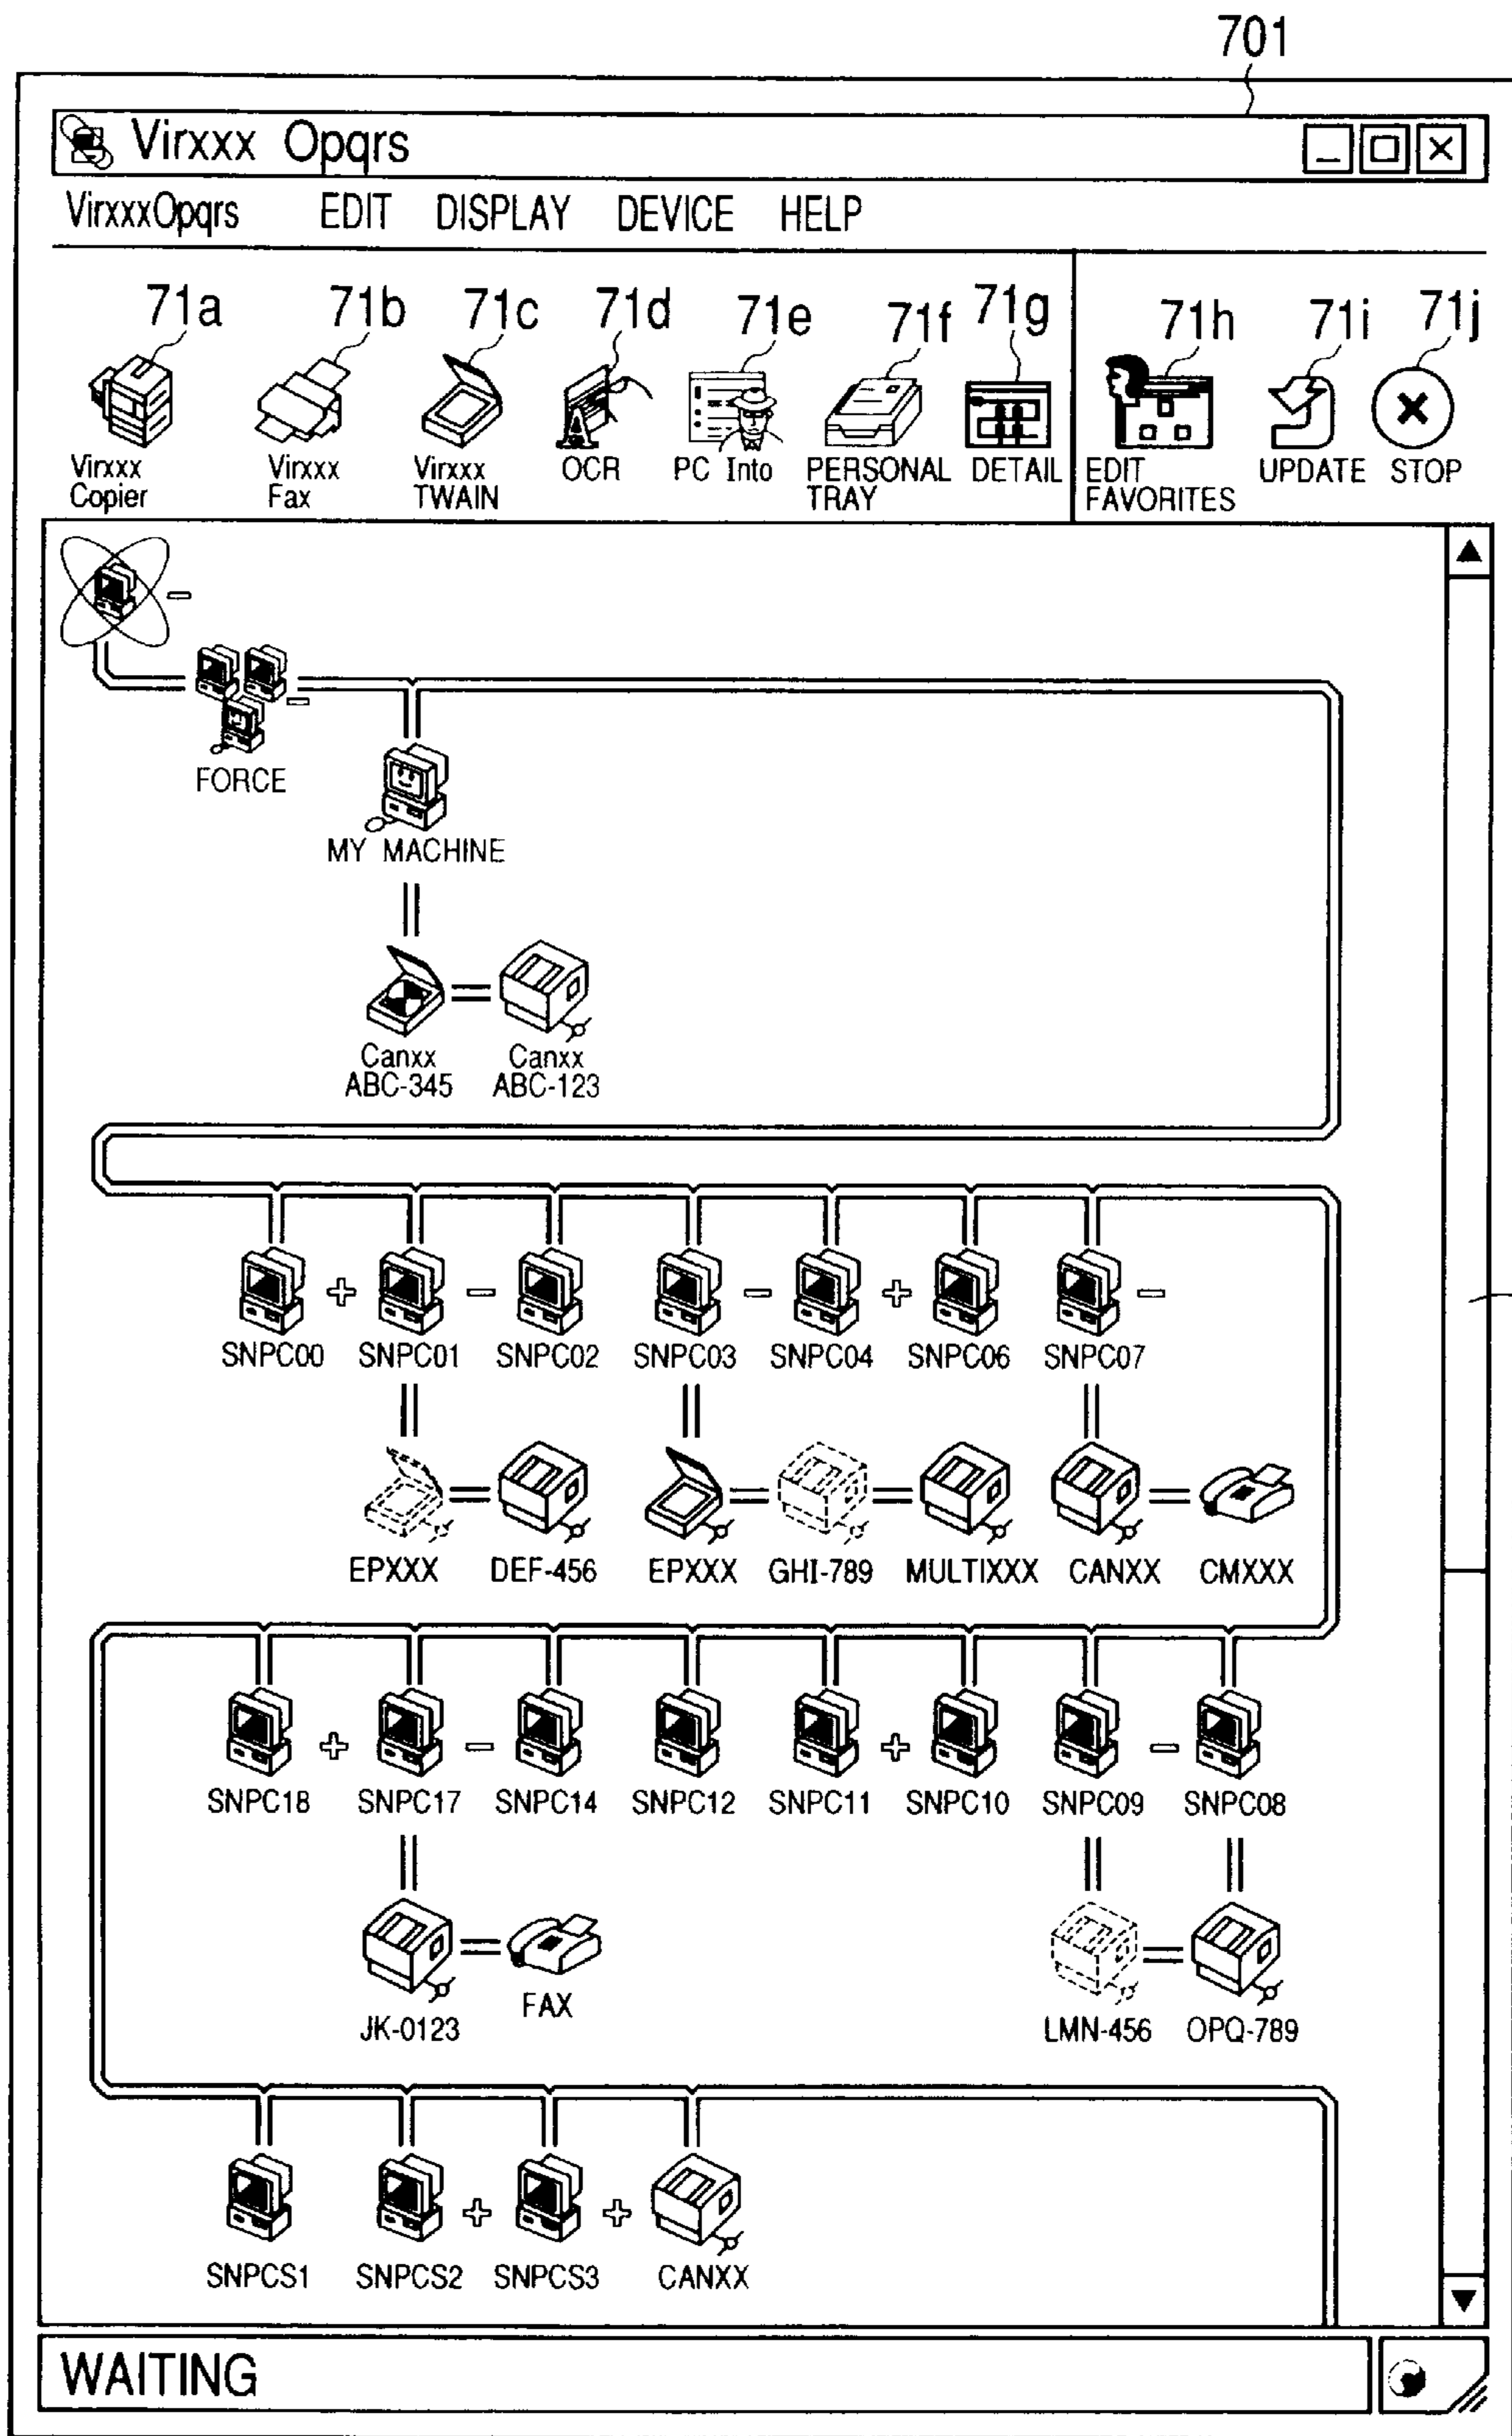 701
Virxxx Opqrs
VirxxxOpqrs EDIT DISPLAY DEVICE HELP
71a 71b 71c 71d 71e 71f 71g 71h 71i 71j
Virxxx Copier
Virxxx Fax
Virxxx TWAIN
OCR
PC Into
PERSONAL TRAY
DETAIL
EDIT FAVORITES
UPDATE
STOP
FORCE
MY MACHINE
Canxx ABC-345
Canxx ABC-123
SNPC00 SNPC01 SNPC02 SNPC03 SNPC04 SNPC06 SNPC07
EPXXX DEF-456 EPXXX GHI-789 MULTIXXX CANXX CMXXX
SNPC18 SNPC17 SNPC14 SNPC12 SNPC11 SNPC10 SNPC09 SNPC08
JK-0123 FAX LMN-456 OPQ-789
SNPCS1 SNPCS2 SNPCS3 CANXX
WAITING